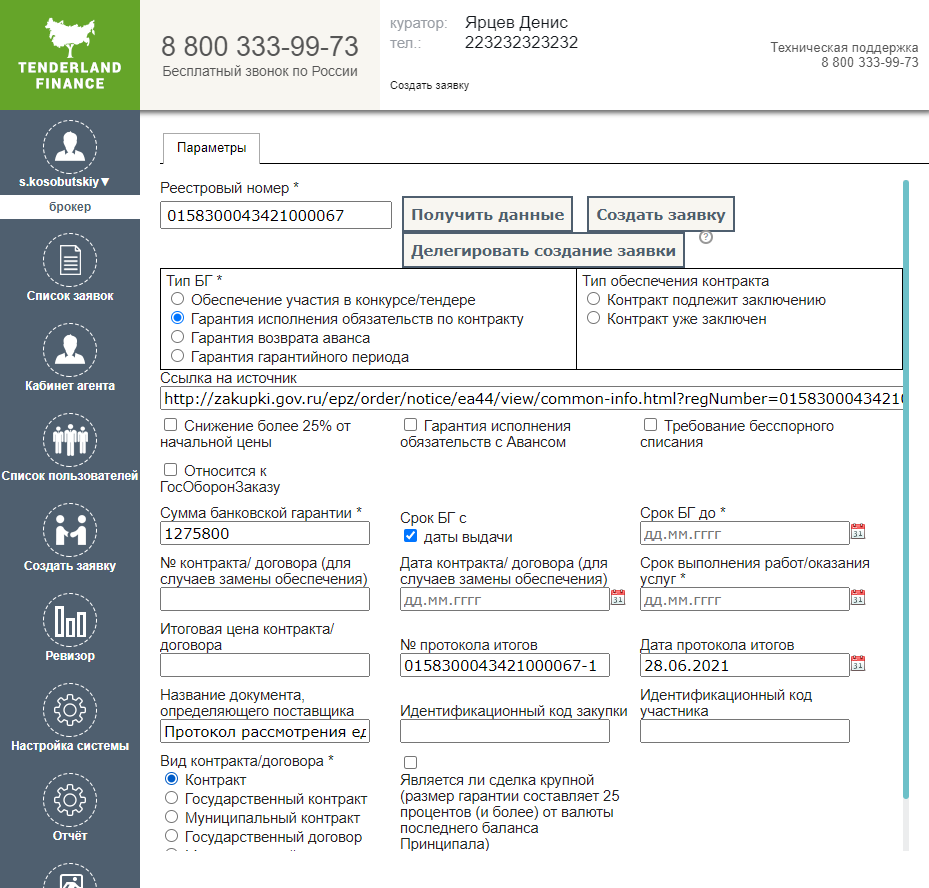 TENDERLAND
FINANCE
8 800 333-99-73
Бесплатный звонок по России
куратор: Ярцев Денис
тел.: 223232323232
Создать заявку
Техническая поддержка
8 800 333-99-73
s.kosobutskiy▼
брокер
Список заявок
Кабинет агента
Список пользователей
Создать заявку
Ревизор
Настройка системы
Отчёт
Параметры
Реестровый номер *
0158300043421000067
Получить данные
Создать заявку
Делегировать создание заявки
?
Тип БГ *
Обеспечение участия в конкурсе/тендере
Гарантия исполнения обязательств по контракту
Гарантия возврата аванса
Гарантия гарантийного периода
Тип обеспечения контракта
Контракт подлежит заключению
Контракт уже заключен
Ссылка на источник
http://zakupki.gov.ru/epz/order/notice/ea44/view/common-info.html?regNumber=01583000434210
Снижение более 25% от
начальной цены
Гарантия исполнения
обязательств с Авансом
Требование бесспорного
списания
Относится к
ГосОборонЗаказу
Сумма банковской гарантии *
1275800
Срок БГ с
даты выдачи
Срок БГ до *
дд.мм.гггг
31
№ контракта/ договора (для
случаев замены обеспечения)
Дата контракта/ договора (для
случаев замены обеспечения)
дд.мм.гггг
31
Срок выполнения работ/оказания
услуг *
дд.мм.гггг
31
Итоговая цена контракта/
договора
№ протокола итогов
0158300043421000067-1
Дата протокола итогов
28.06.2021
31
Название документа,
определяющего поставщика
Протокол рассмотрения ед
Идентификационный код закупки
Идентификационный код
участника
Вид контракта/договора *
Контракт
Государственный контракт
Муниципальный контракт
Государственный договор
Является ли сделка крупной
(размер гарантии составляет 25
процентов (и более) от валюты
последнего баланса
Принципала)